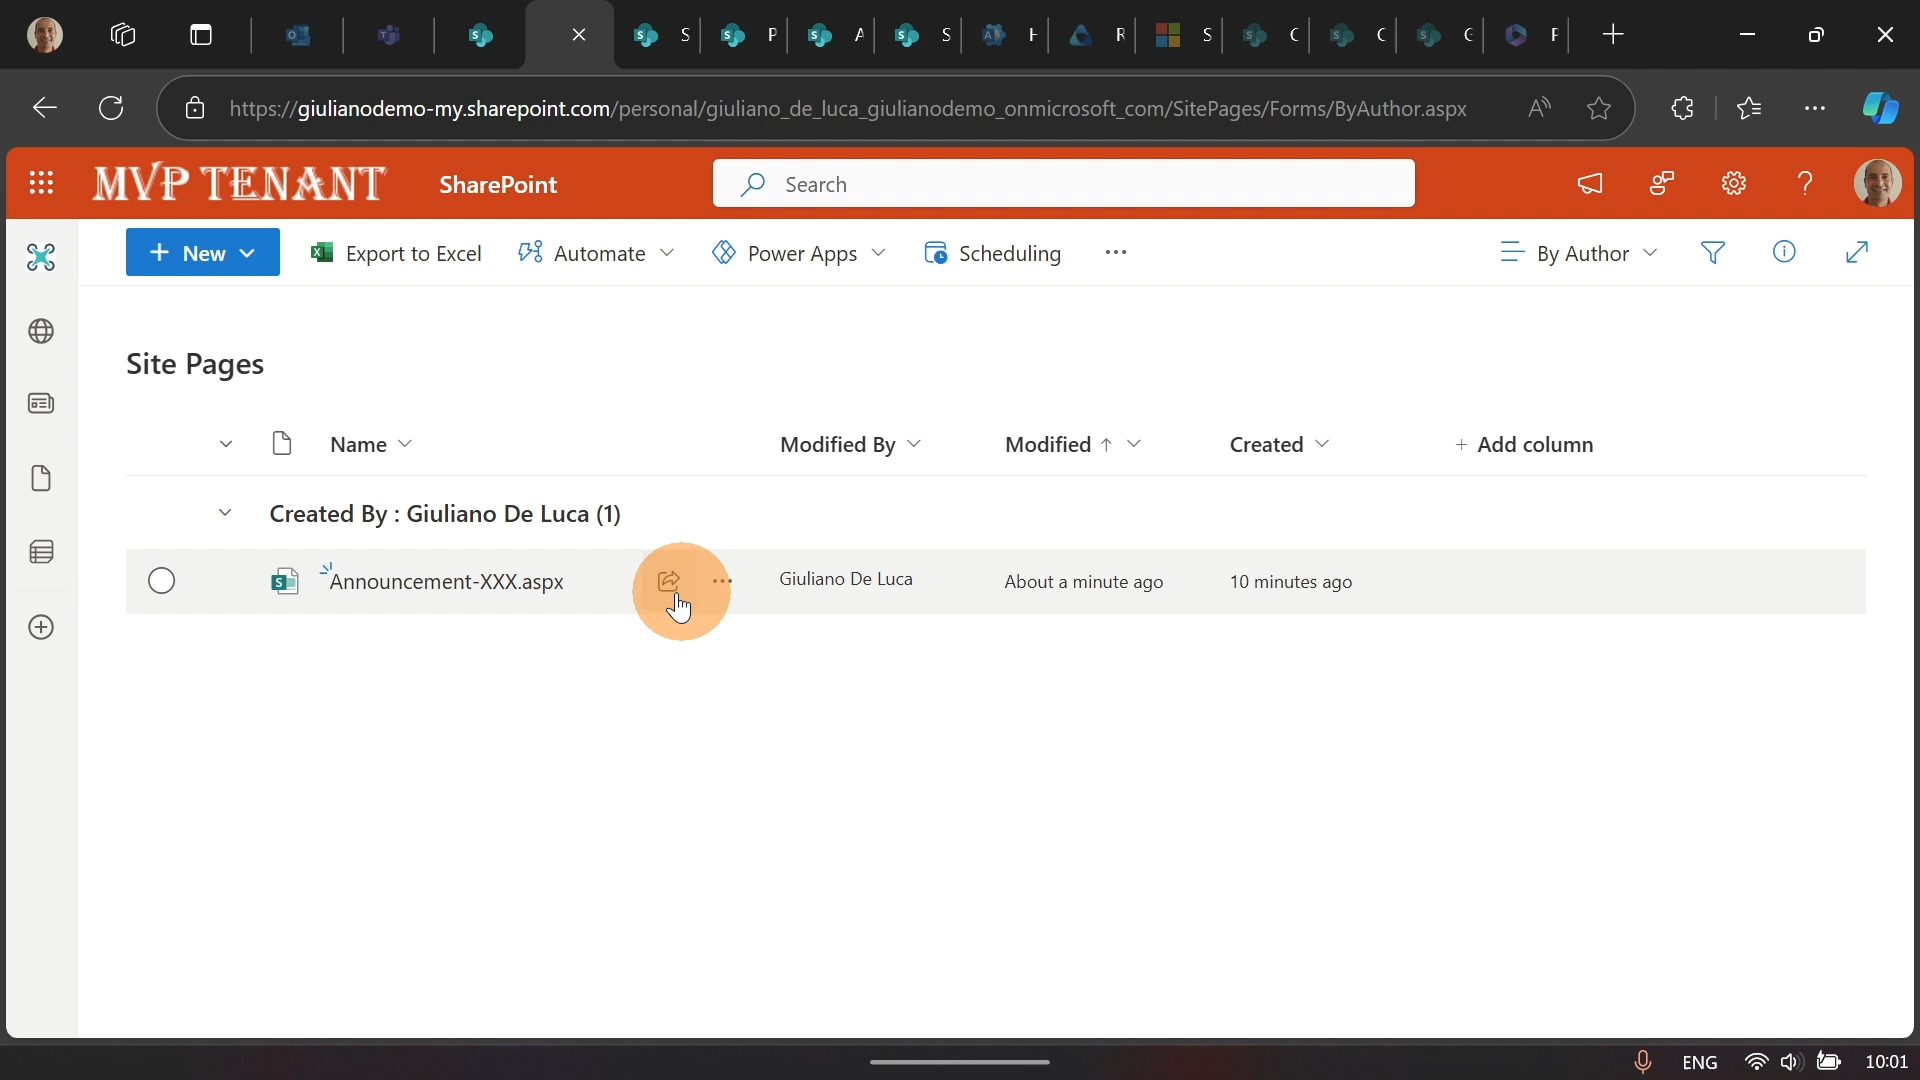 S P A S H R S C C G P
https://giulianodemo-my.sharepoint.com/personal/giuliano_de_luca_giulianodemo_onmicrosoft_com/SitePages/Forms/ByAuthor.aspx
MVP TENANT SharePoint Search
New Export to Excel Automate Power Apps Scheduling ... By Author
Site Pages
Name Modified By Modified Created + Add column
Created By : Giuliano De Luca (1)
Announcement-XXX.aspx Giuliano De Luca About a minute ago 10 minutes ago
ENG 10:01